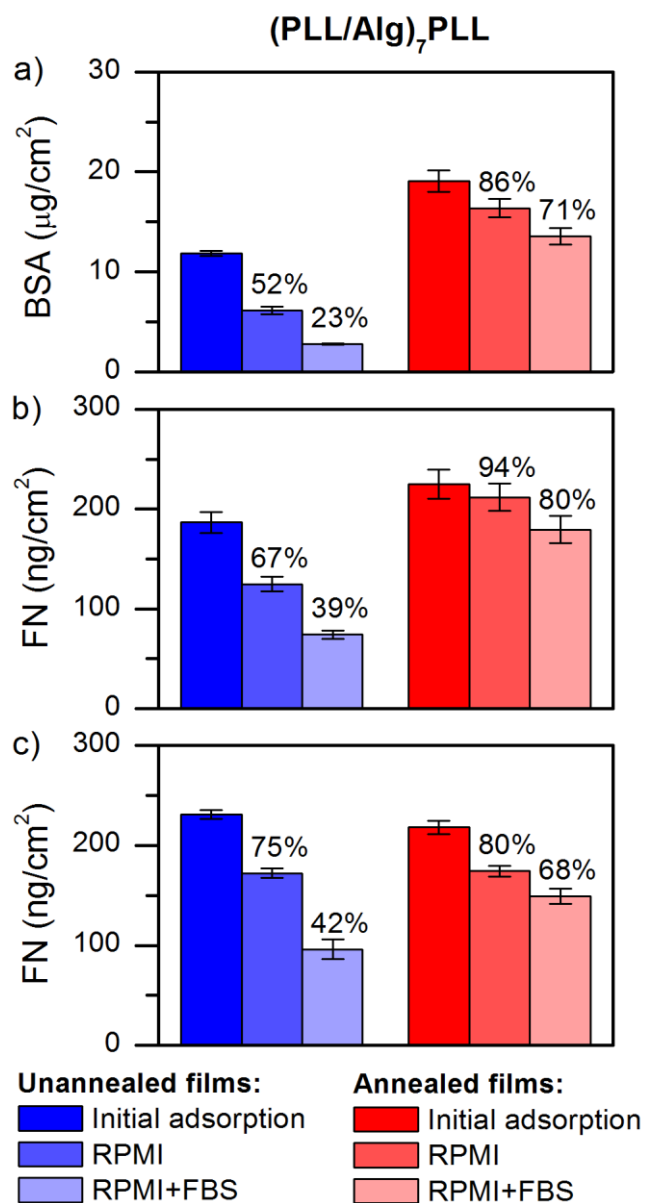 (PLL/Alg)₇PLL
a)
BSA (μg/cm²)
30
20
10
0
52%
23%
86%
71%
b)
FN (ng/cm²)
300
200
100
0
67%
39%
94%
80%
c)
FN (ng/cm²)
300
200
100
0
75%
42%
80%
68%
Unannealed films:
Initial adsorption
RPMI
RPMI+FBS
Annealed films:
Initial adsorption
RPMI
RPMI+FBS